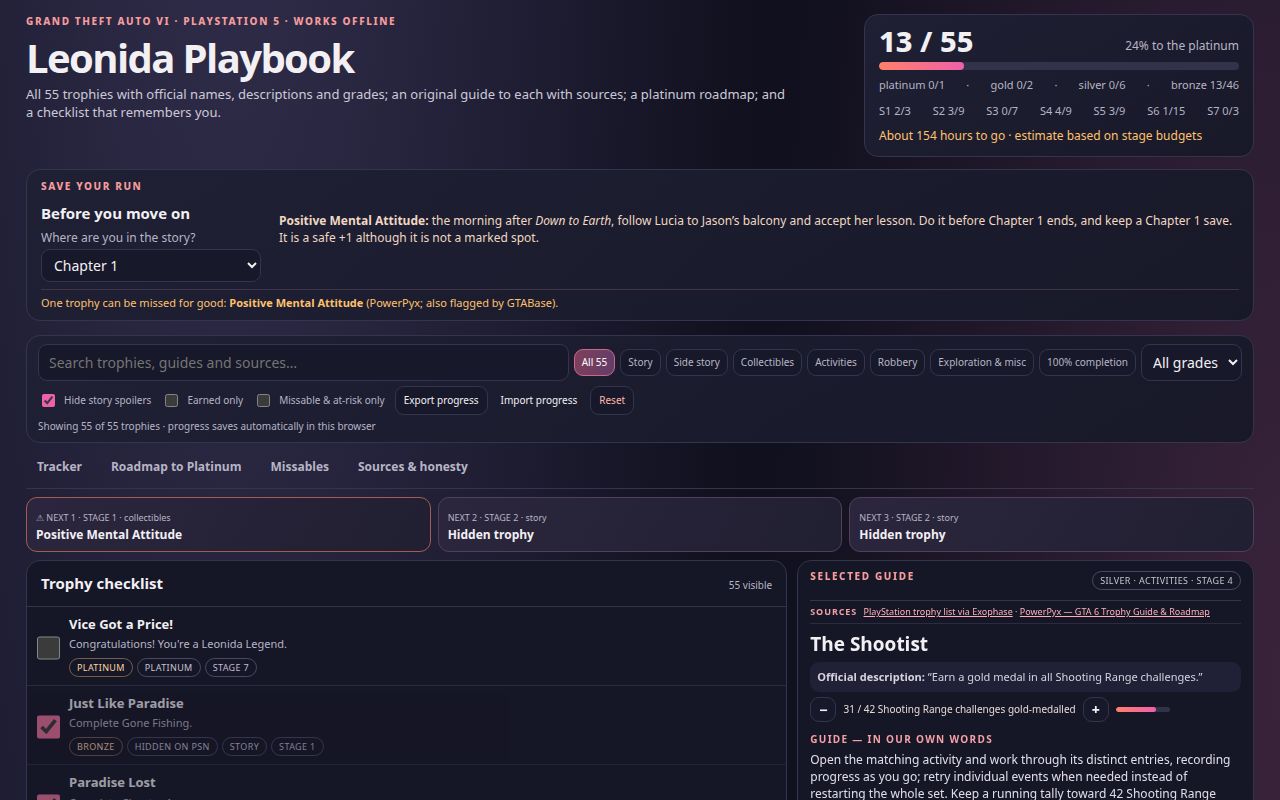 GRAND THEFT AUTO VI · PLAYSTATION 5 · WORKS OFFLINE
Leonida Playbook
All 55 trophies with official names, descriptions and grades; an original guide to each with sources; a platinum roadmap; and
a checklist that remembers you.
13 / 55
24% to the platinum
platinum 0/1 · gold 0/2 · silver 0/6 · bronze 13/46
S1 2/3 S2 3/9 S3 0/7 S4 4/9 S5 3/9 S6 1/15 S7 0/3
About 154 hours to go · estimate based on stage budgets
SAVE YOUR RUN
Before you move on
Where are you in the story?
Chapter 1
Positive Mental Attitude: the morning after Down to Earth, follow Lucia to Jason’s balcony and accept her lesson. Do it before Chapter 1 ends, and keep a Chapter 1 save.
It is a safe +1 although it is not a marked spot.
One trophy can be missed for good: Positive Mental Attitude (PowerPyx; also flagged by GTABase).
Search trophies, guides and sources…
All 55
Story
Side story
Collectibles
Activities
Robbery
Exploration & misc
100% completion
All grades
Hide story spoilers
Earned only
Missable & at-risk only
Export progress
Import progress
Reset
Showing 55 of 55 trophies · progress saves automatically in this browser
Tracker
Roadmap to Platinum
Missables
Sources & honesty
⚠ NEXT 1 · STAGE 1 · collectibles
Positive Mental Attitude
NEXT 2 · STAGE 2 · story
Hidden trophy
NEXT 3 · STAGE 2 · story
Hidden trophy
Trophy checklist
55 visible
Vice Got a Price!
Congratulations! You're a Leonida Legend.
PLATINUM PLATINUM STAGE 7
Just Like Paradise
Complete Gone Fishing.
BRONZE HIDDEN ON PSN STORY STAGE 1
Paradise Lost
SELECTED GUIDE
SILVER · ACTIVITIES · STAGE 4
SOURCES PlayStation trophy list via Exophase · PowerPyx — GTA 6 Trophy Guide & Roadmap
The Shootist
Official description: “Earn a gold medal in all Shooting Range challenges.”
− 31 / 42 Shooting Range challenges gold-medalled +
GUIDE — IN OUR OWN WORDS
Open the matching activity and work through its distinct entries, recording
progress as you go; retry individual events when needed instead of
restarting the whole set. Keep a running tally toward 42 Shooting Range